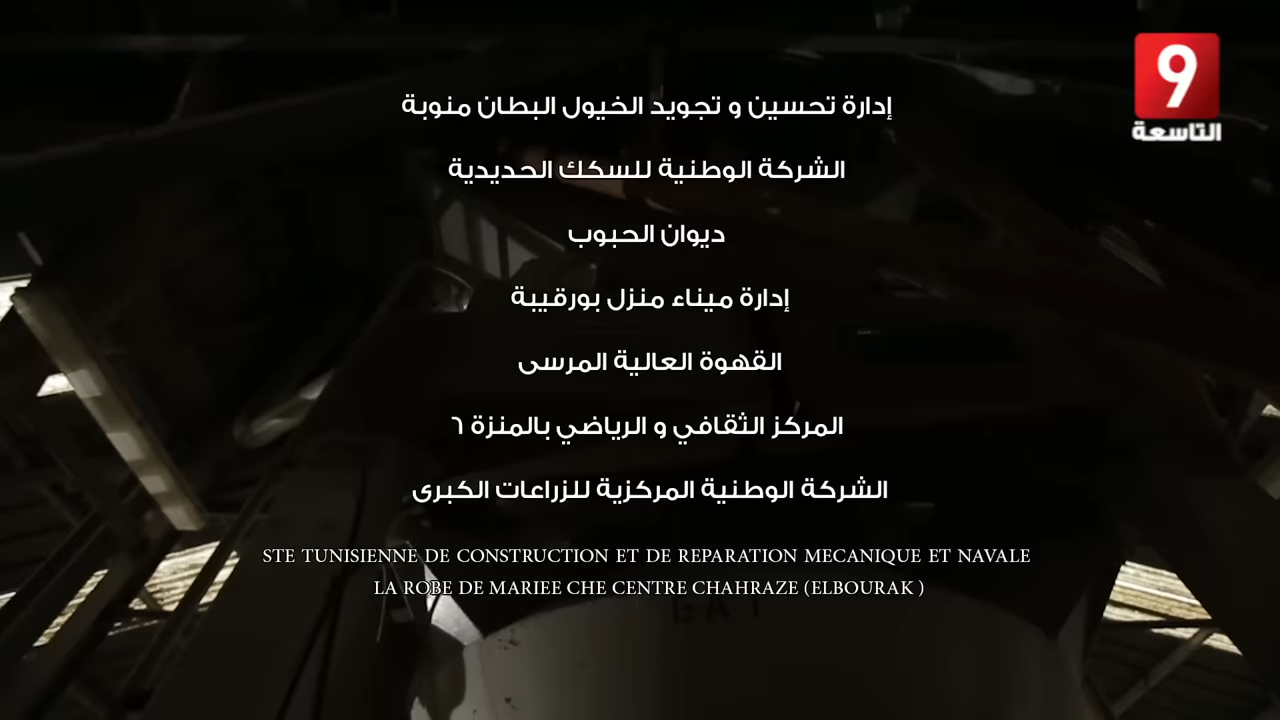 9
التاسعة
إدارة تحسين و تجويد الخيول البطان منوبة
الشركة الوطنية للسكك الحديدية
ديوان الحبوب
إدارة ميناء منزل بورقيبة
القهوة العالية المرسى
المركز الثقافي و الرياضي بالمنزة ٦
الشركة الوطنية المركزية للزراعات الكبرى
STE TUNISIENNE DE CONSTRUCTION ET DE REPARATION MECANIQUE ET NAVALE
LA ROBE DE MARIEE CHE CENTRE CHAHRAZE (ELBOURAK )